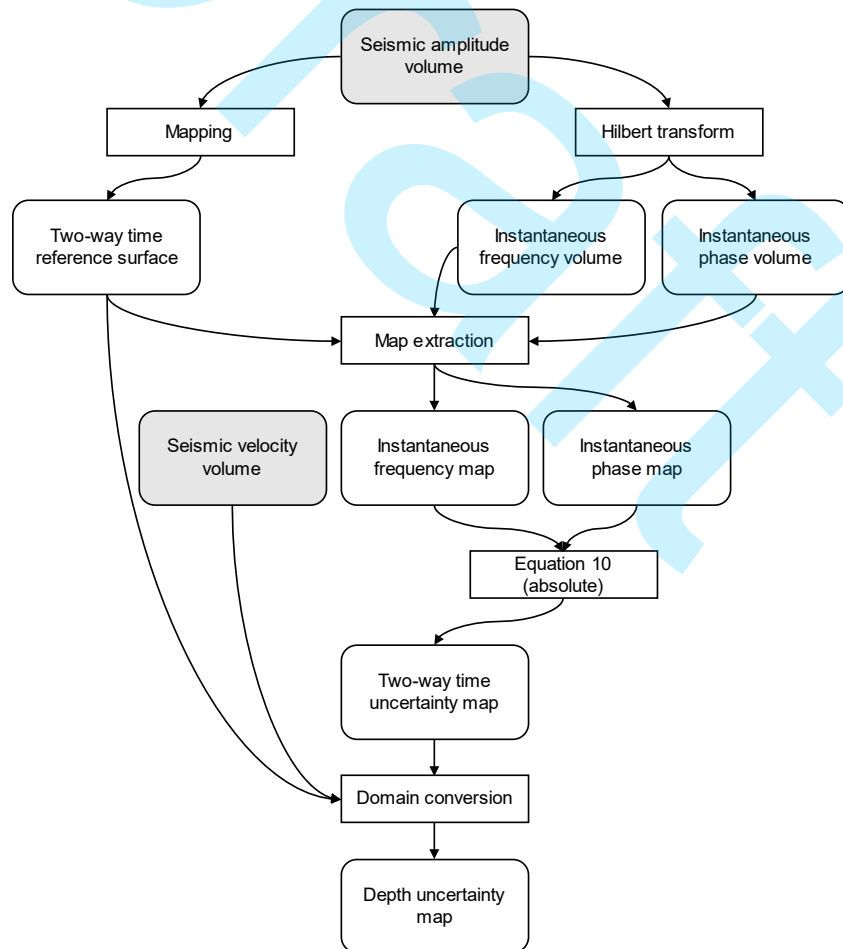 Seismic amplitude
volume
Mapping
Hilbert transform
Two-way time
reference surface
Instantaneous
frequency volume
Instantaneous
phase volume
Map extraction
Seismic velocity
volume
Instantaneous
frequency map
Instantaneous
phase map
Equation 10
(absolute)
Two-way time
uncertainty map
Domain conversion
Depth uncertainty
map